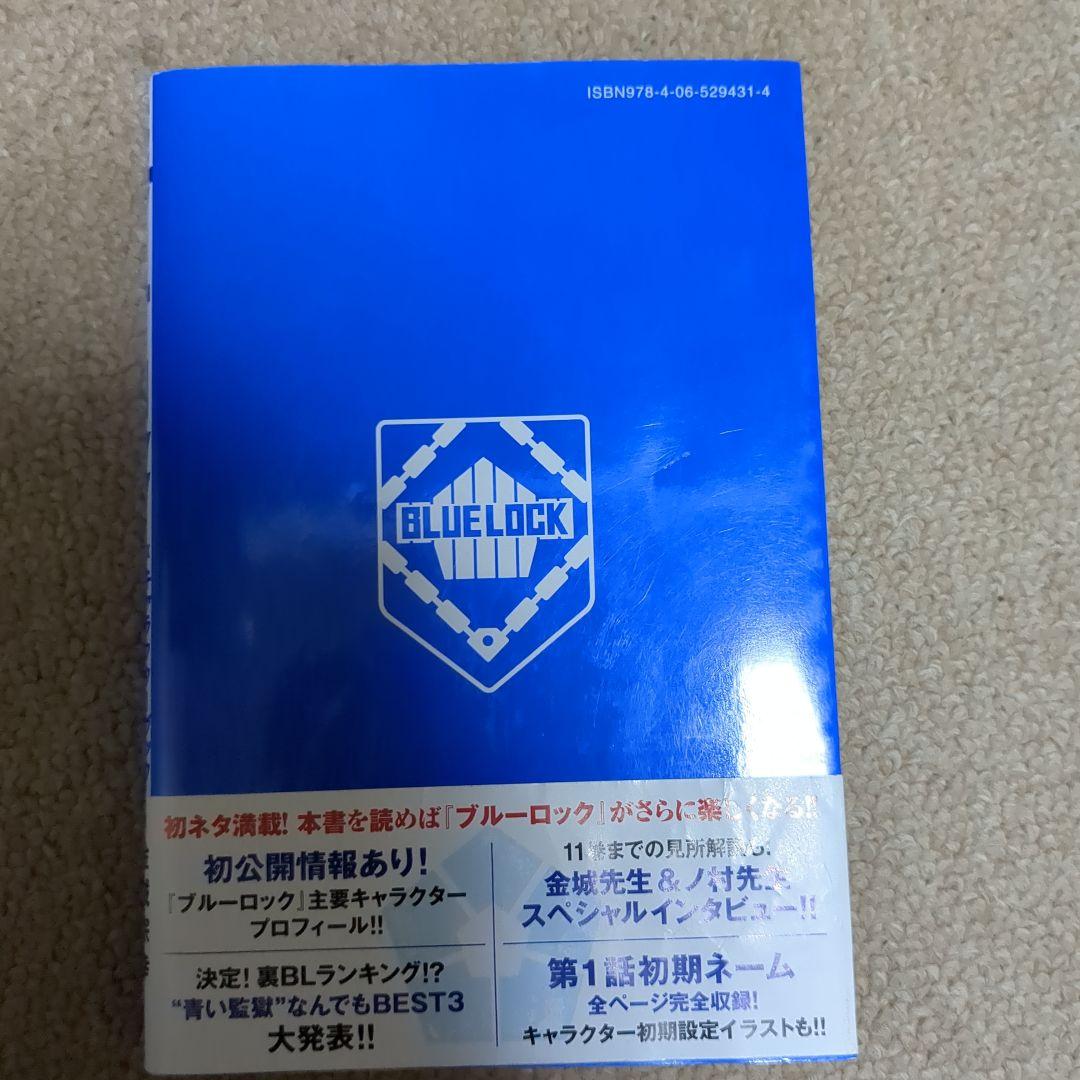 ISBN978-4-06-529431-4
BLUELOCK
初ネタ満載! 本書を読めば『ブルーロック』がさらに楽しくなる!!
初公開情報あり!
『ブルーロック』主要キャラクター
プロフィール!!
11巻までの見所解説も!
金城先生&ノ村先生
スペシャルインタビュー!!
決定! 裏BLランキング!?
“青い監獄”なんでもBEST3
大発表!!
第1話初期ネーム
全ページ完全収録!
キャラクター初期設定イラストも!!